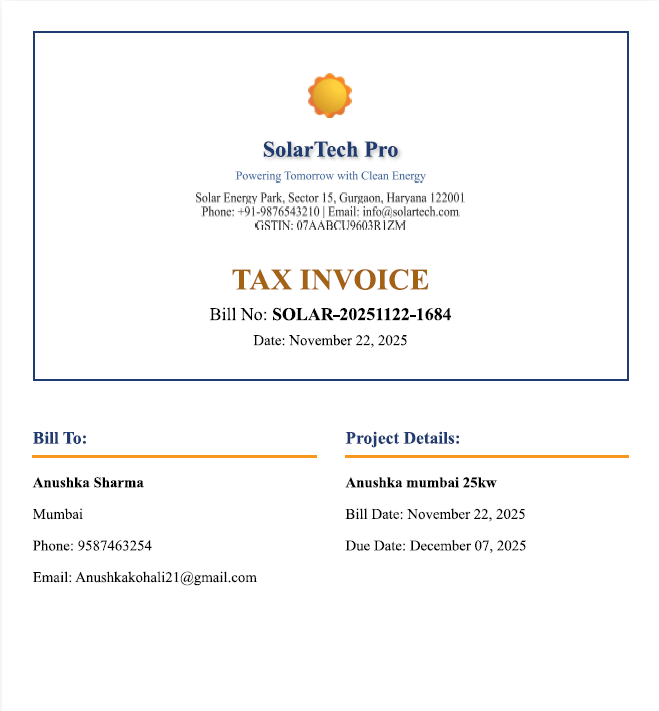 SolarTech Pro
Powering Tomorrow with Clean Energy
Solar Energy Park, Sector 15, Gurgaon, Haryana 122001
Phone: +91-9876543210 | Email: info@solartech.com
GSTIN: 07AABCU9603R1ZM
TAX INVOICE
Bill No: SOLAR-20251122-1684
Date: November 22, 2025
Bill To:
Anushka Sharma
Mumbai
Phone: 9587463254
Email: Anushkakohali21@gmail.com
Project Details:
Anushka mumbai 25kw
Bill Date: November 22, 2025
Due Date: December 07, 2025